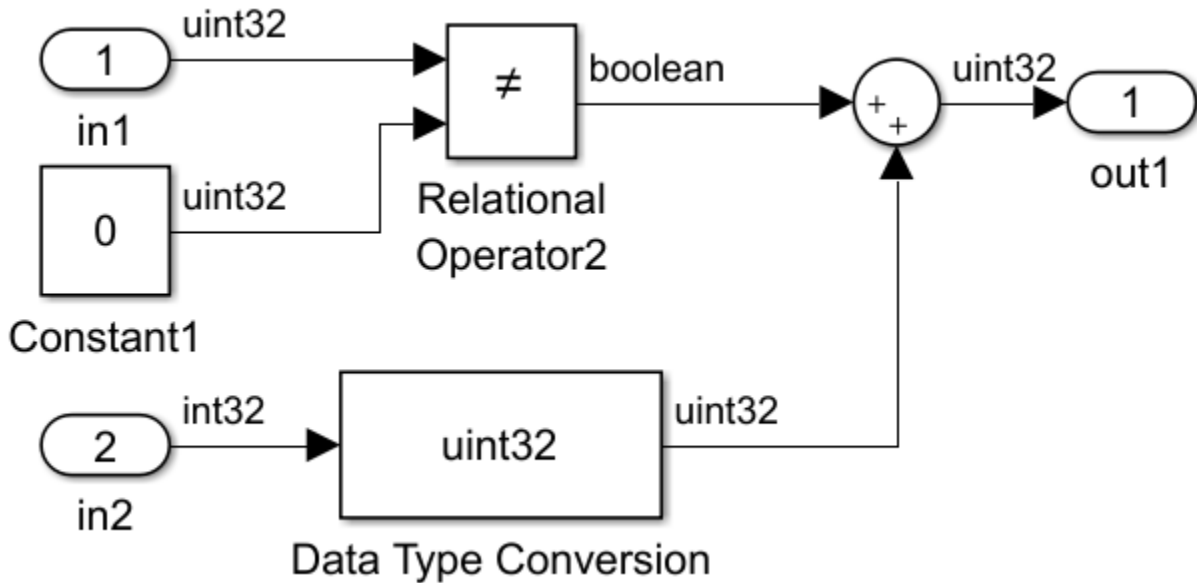 uint32
1
in1
≠
boolean
uint32
1
out1
+
+
uint32
0
Constant1
Relational
Operator2
int32
2
in2
uint32
uint32
Data Type Conversion